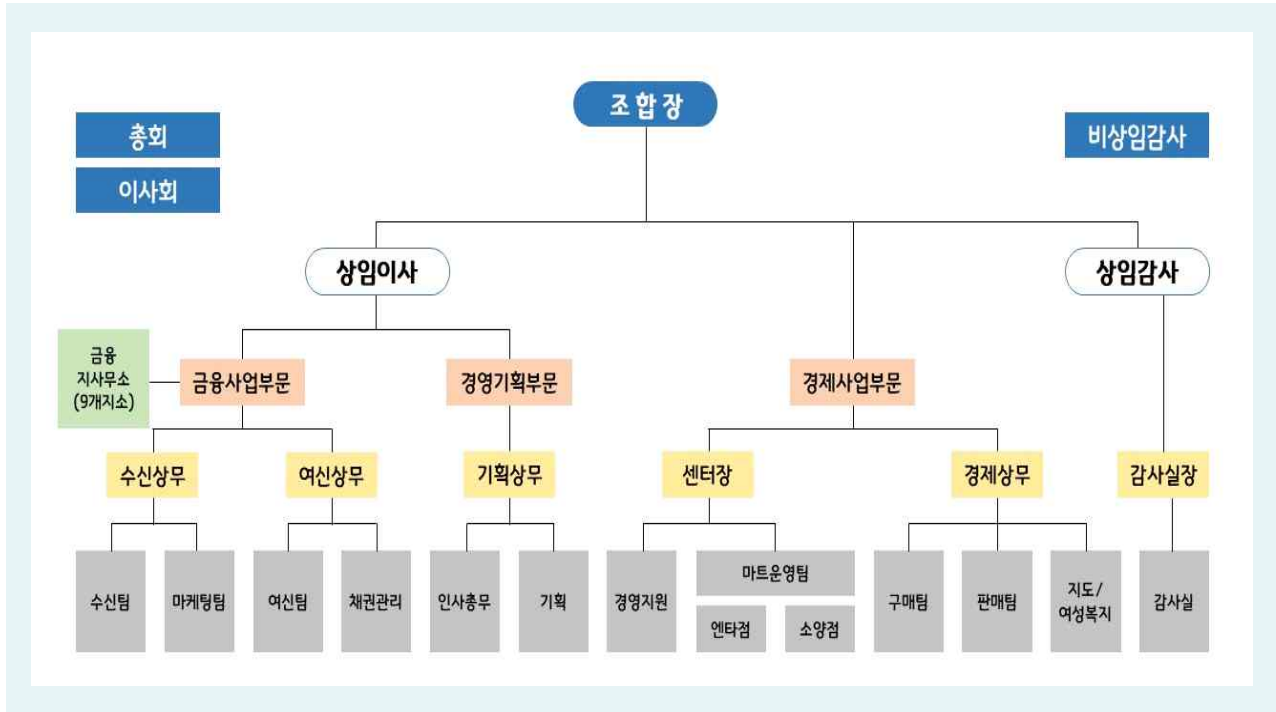 조합장
총회
이사회
비상임감사
상임이사
상임감사
금융
지사무소
(9개지소)
금융사업부문
경영기획부문
경제사업부문
수신상무
여신상무
기획상무
센터장
경제상무
감사실장
수신팀
마케팅팀
여신팀
채권관리
인사총무
기획
경영지원
마트운영팀
엔타점
소양점
구매팀
판매팀
지도/
여성복지
감사실